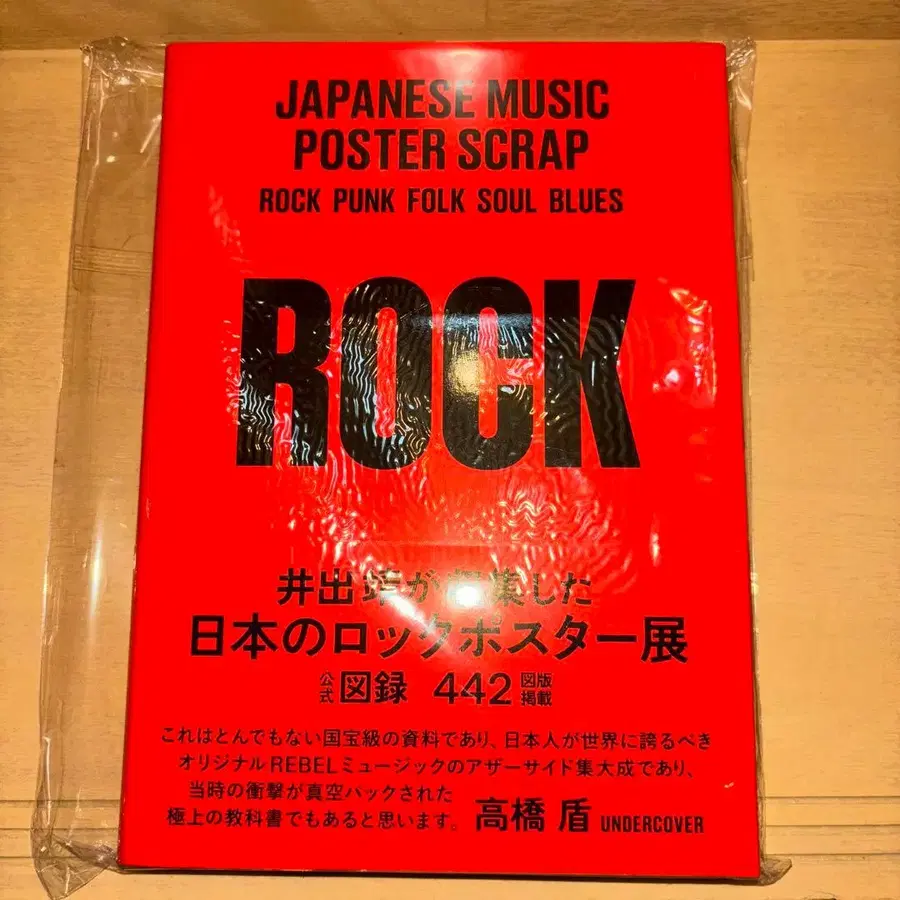 JAPANESE MUSIC
POSTER SCRAP
ROCK PUNK FOLK SOUL BLUES
ROCK
井出靖が蒐集した
日本のロックポスター展
公式図録 442図版掲載
これはとんでもない国宝級の資料であり、日本人が世界に誇るべき
オリジナルREBELミュージックのアザーサイド集大成であり、
当時の衝撃が真空パックされた
極上の教科書でもあると思います。 高橋 盾 UNDERCOVER